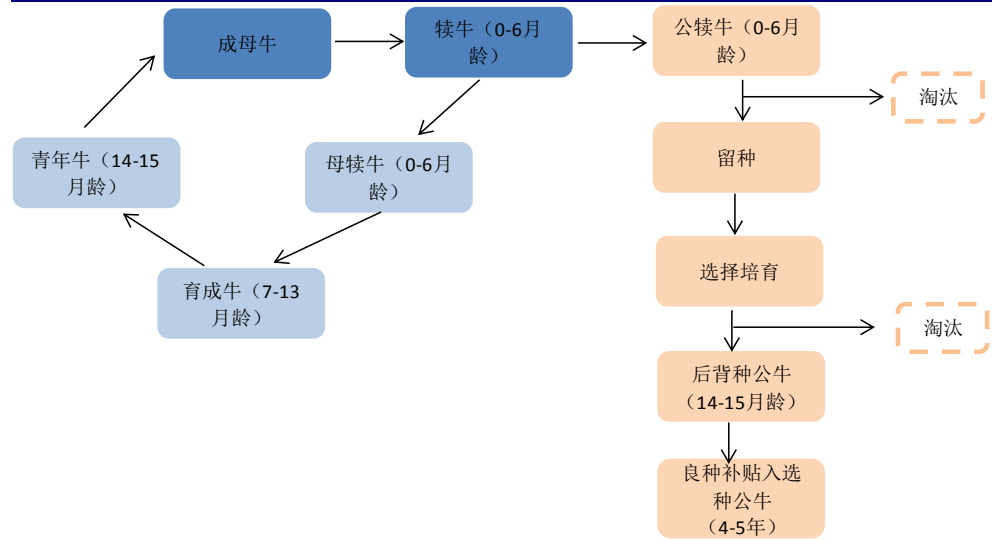 成母牛
犊牛（0-6月
龄）
公犊牛（0-6月
龄）
淘汰
青年牛（14-15
月龄）
母犊牛（0-6月
龄）
留种
育成牛（7-13
月龄）
选择培育
淘汰
后背种公牛
（14-15月龄）
良种补贴入选
种公牛
（4-5年）